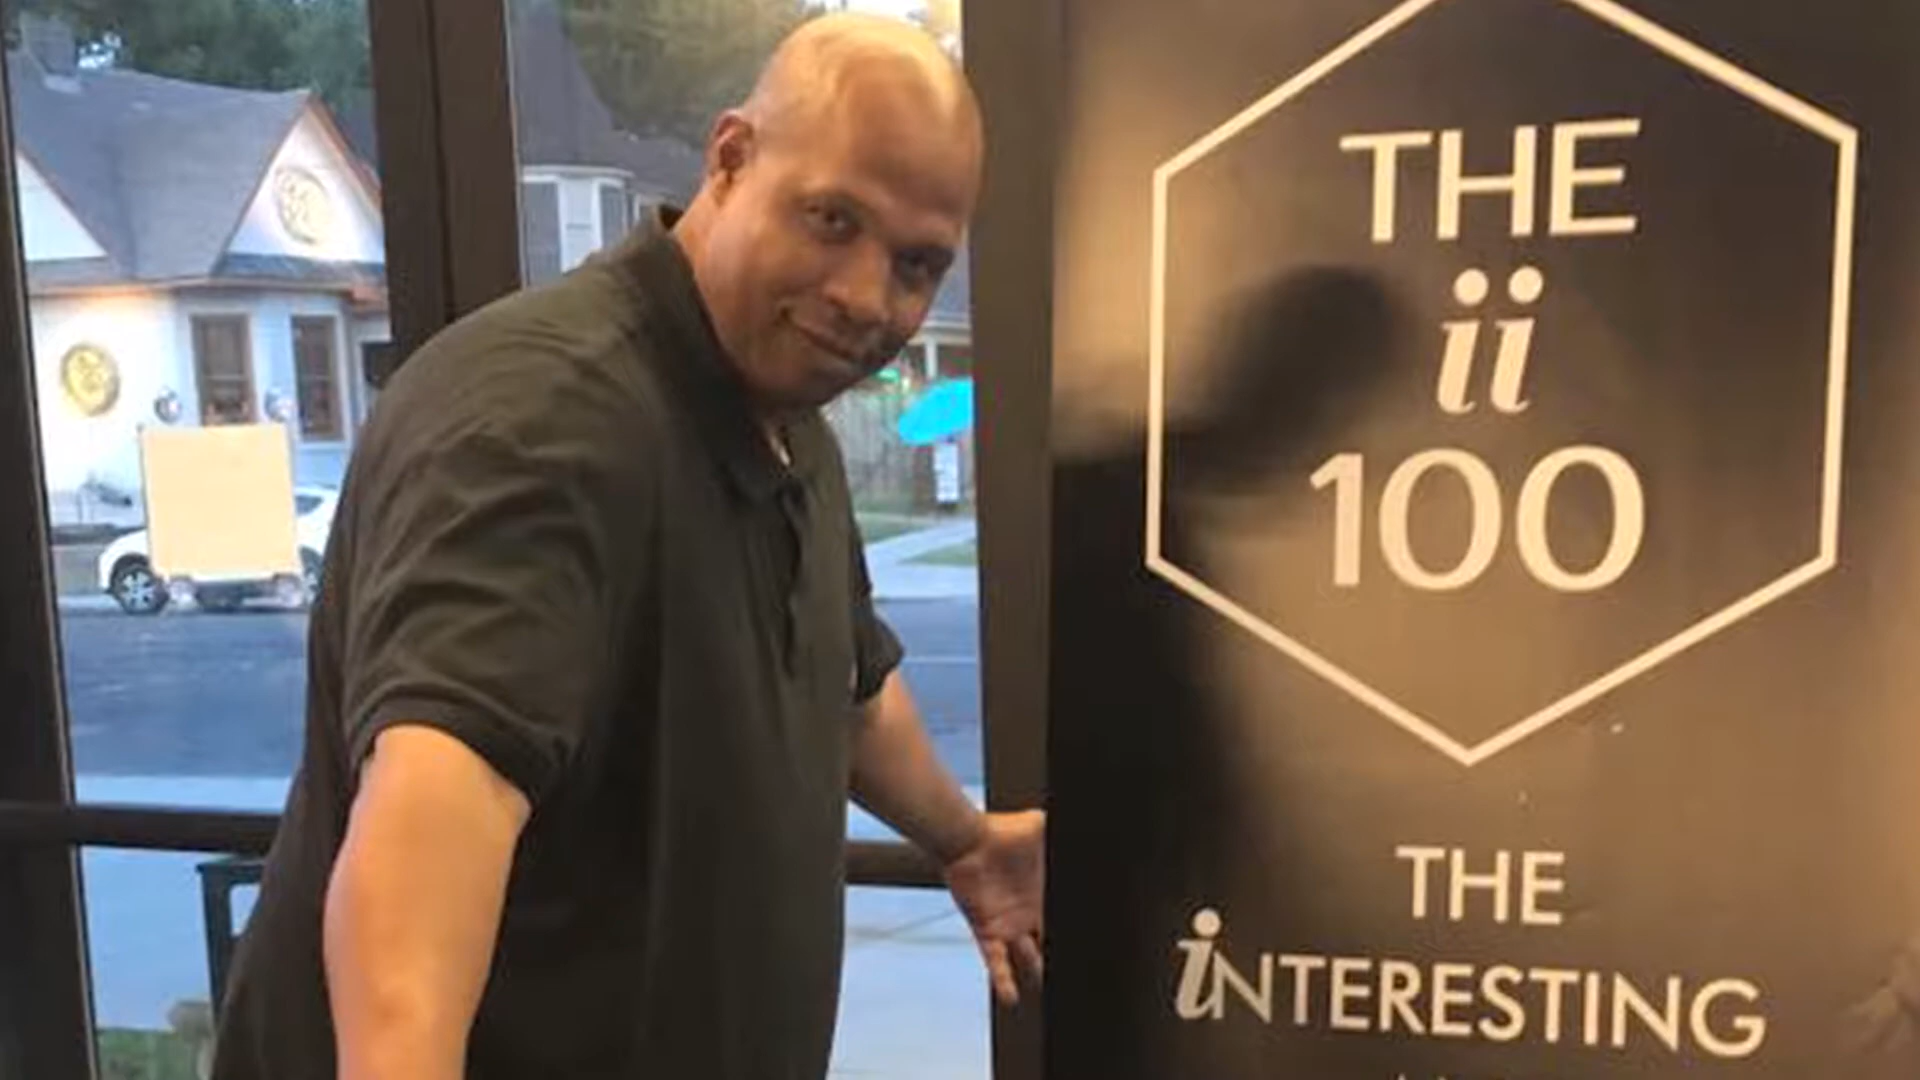 THE
ii
100
THE
iNTERESTING